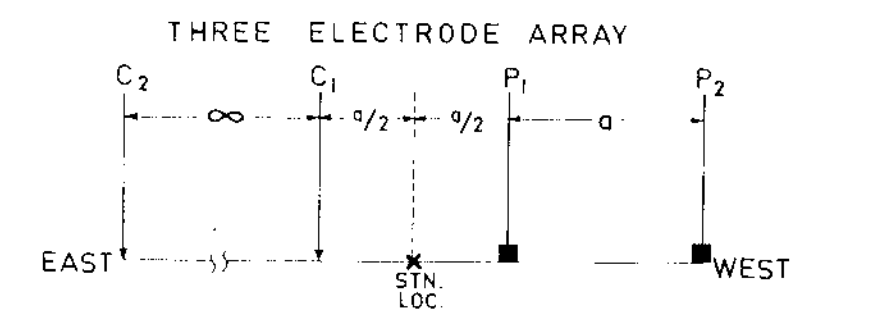 THREE ELECTRODE ARRAY
C2 C1 P1 P2
∞ a/2 a/2 a
EAST WEST
STN.
LOC.